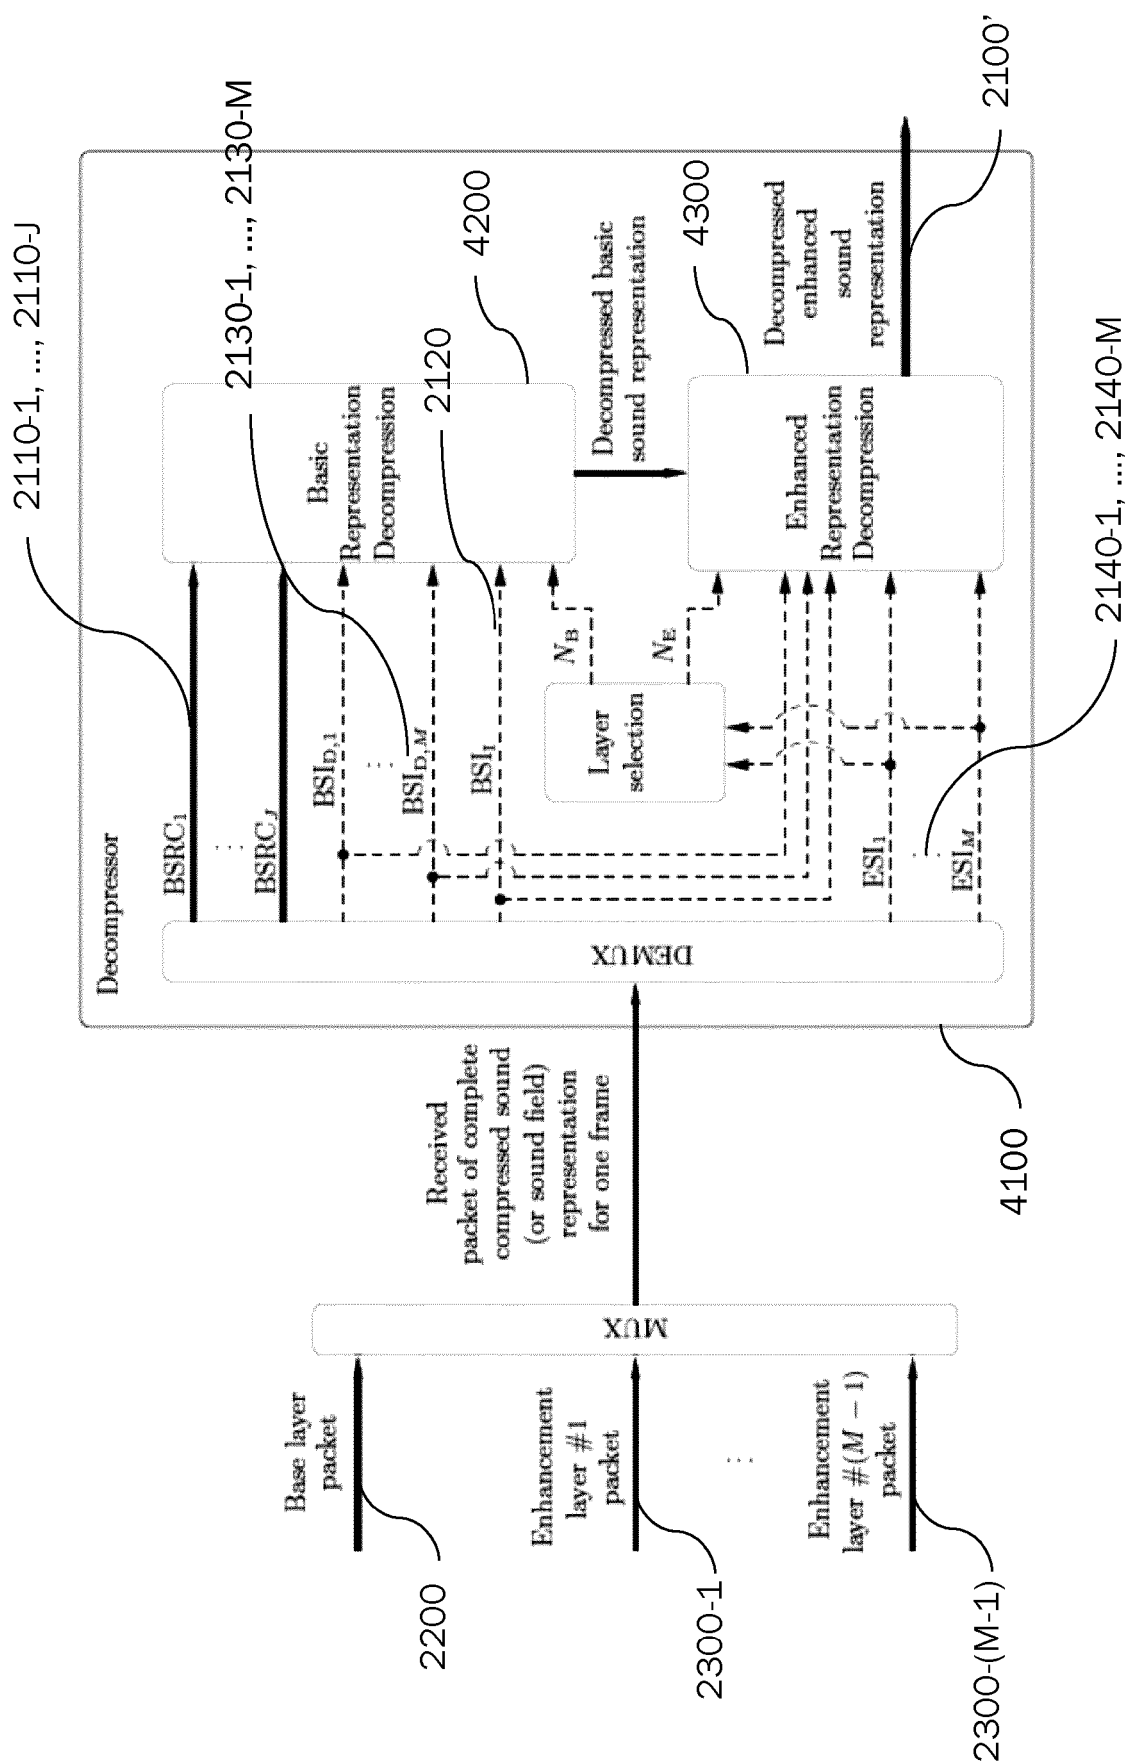 2110-1, ..., 2110-J
2130-1, ..., 2130-M
Decompressor
BSRC1
⋮
BSRCJ
BSID,1
⋮
BSID,M
BSII
2120
4200
Basic
Representation
Decompression
Base layer
packet
2200
Enhancement
layer #1
packet
2300-1
⋮
Enhancement
layer #(M − 1)
packet
2300-(M-1)
MUX
Received
packet of complete
compressed sound
(or sound field)
representation
for one frame
DEMUX
Layer
selection
NB
NE
Decompressed basic
sound representation
4300
Enhanced
Representation
Decompression
ESI1
⋮
ESIM
Decompressed
enhanced
sound
representation
2100'
4100
2140-1, ..., 2140-M